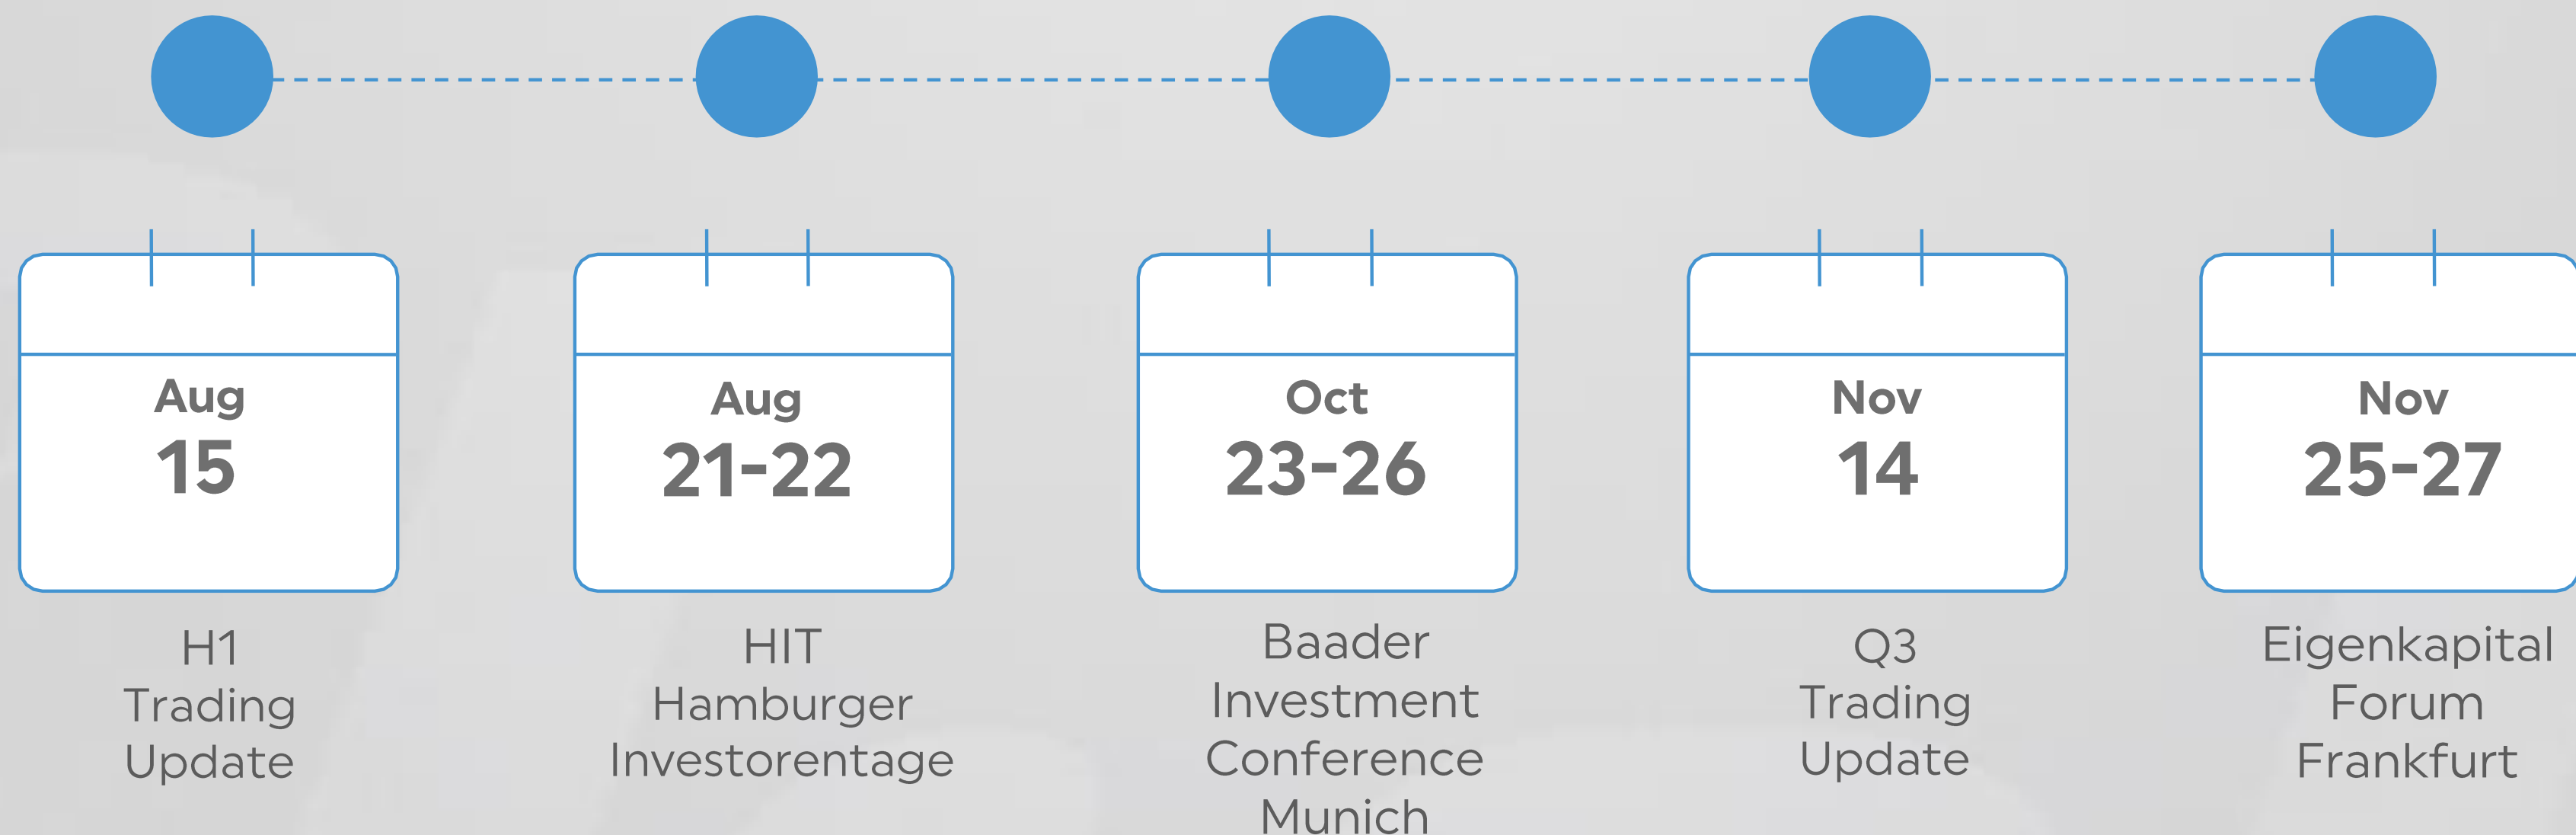 Aug
15
H1
Trading
Update
Aug
21-22
HIT
Hamburger
Investorentage
Oct
23-26
Baader
Investment
Conference
Munich
Nov
14
Q3
Trading
Update
Nov
25-27
Eigenkapital
Forum
Frankfurt